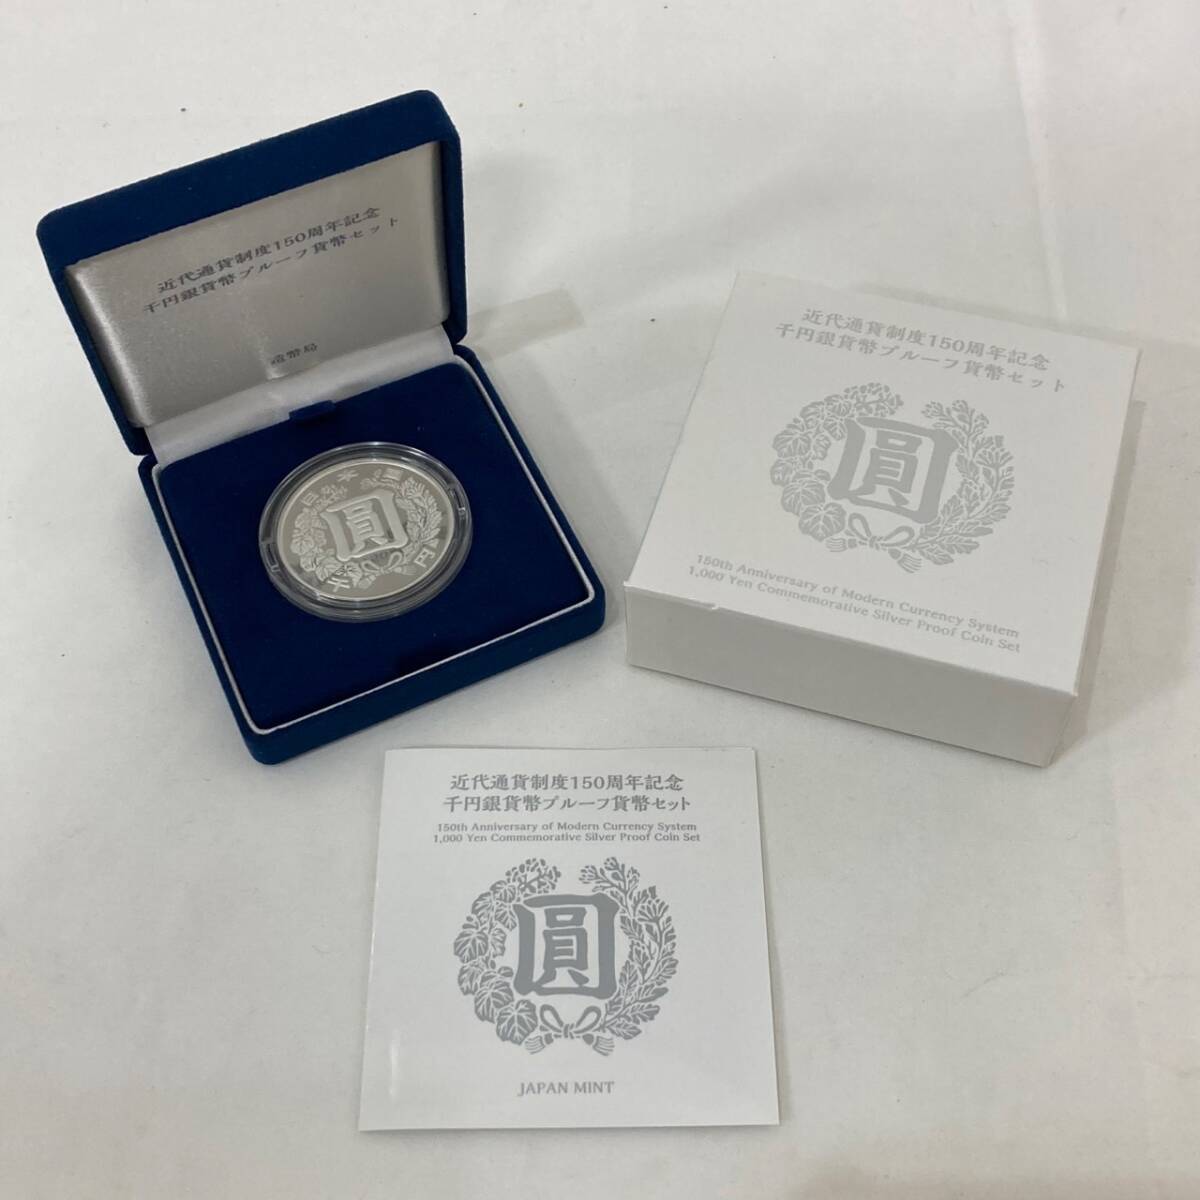 近代通貨制度150周年記念
千円銀貨幣プルーフ貨幣セット
造幣局
日本国
圓
千円
近代通貨制度150周年記念
千円銀貨幣プルーフ貨幣セット
圓
150th Anniversary of Modern Currency System
1,000 Yen Commemorative Silver Proof Coin Set
近代通貨制度150周年記念
千円銀貨幣プルーフ貨幣セット
150th Anniversary of Modern Currency System
1,000 Yen Commemorative Silver Proof Coin Set
圓
JAPAN MINT